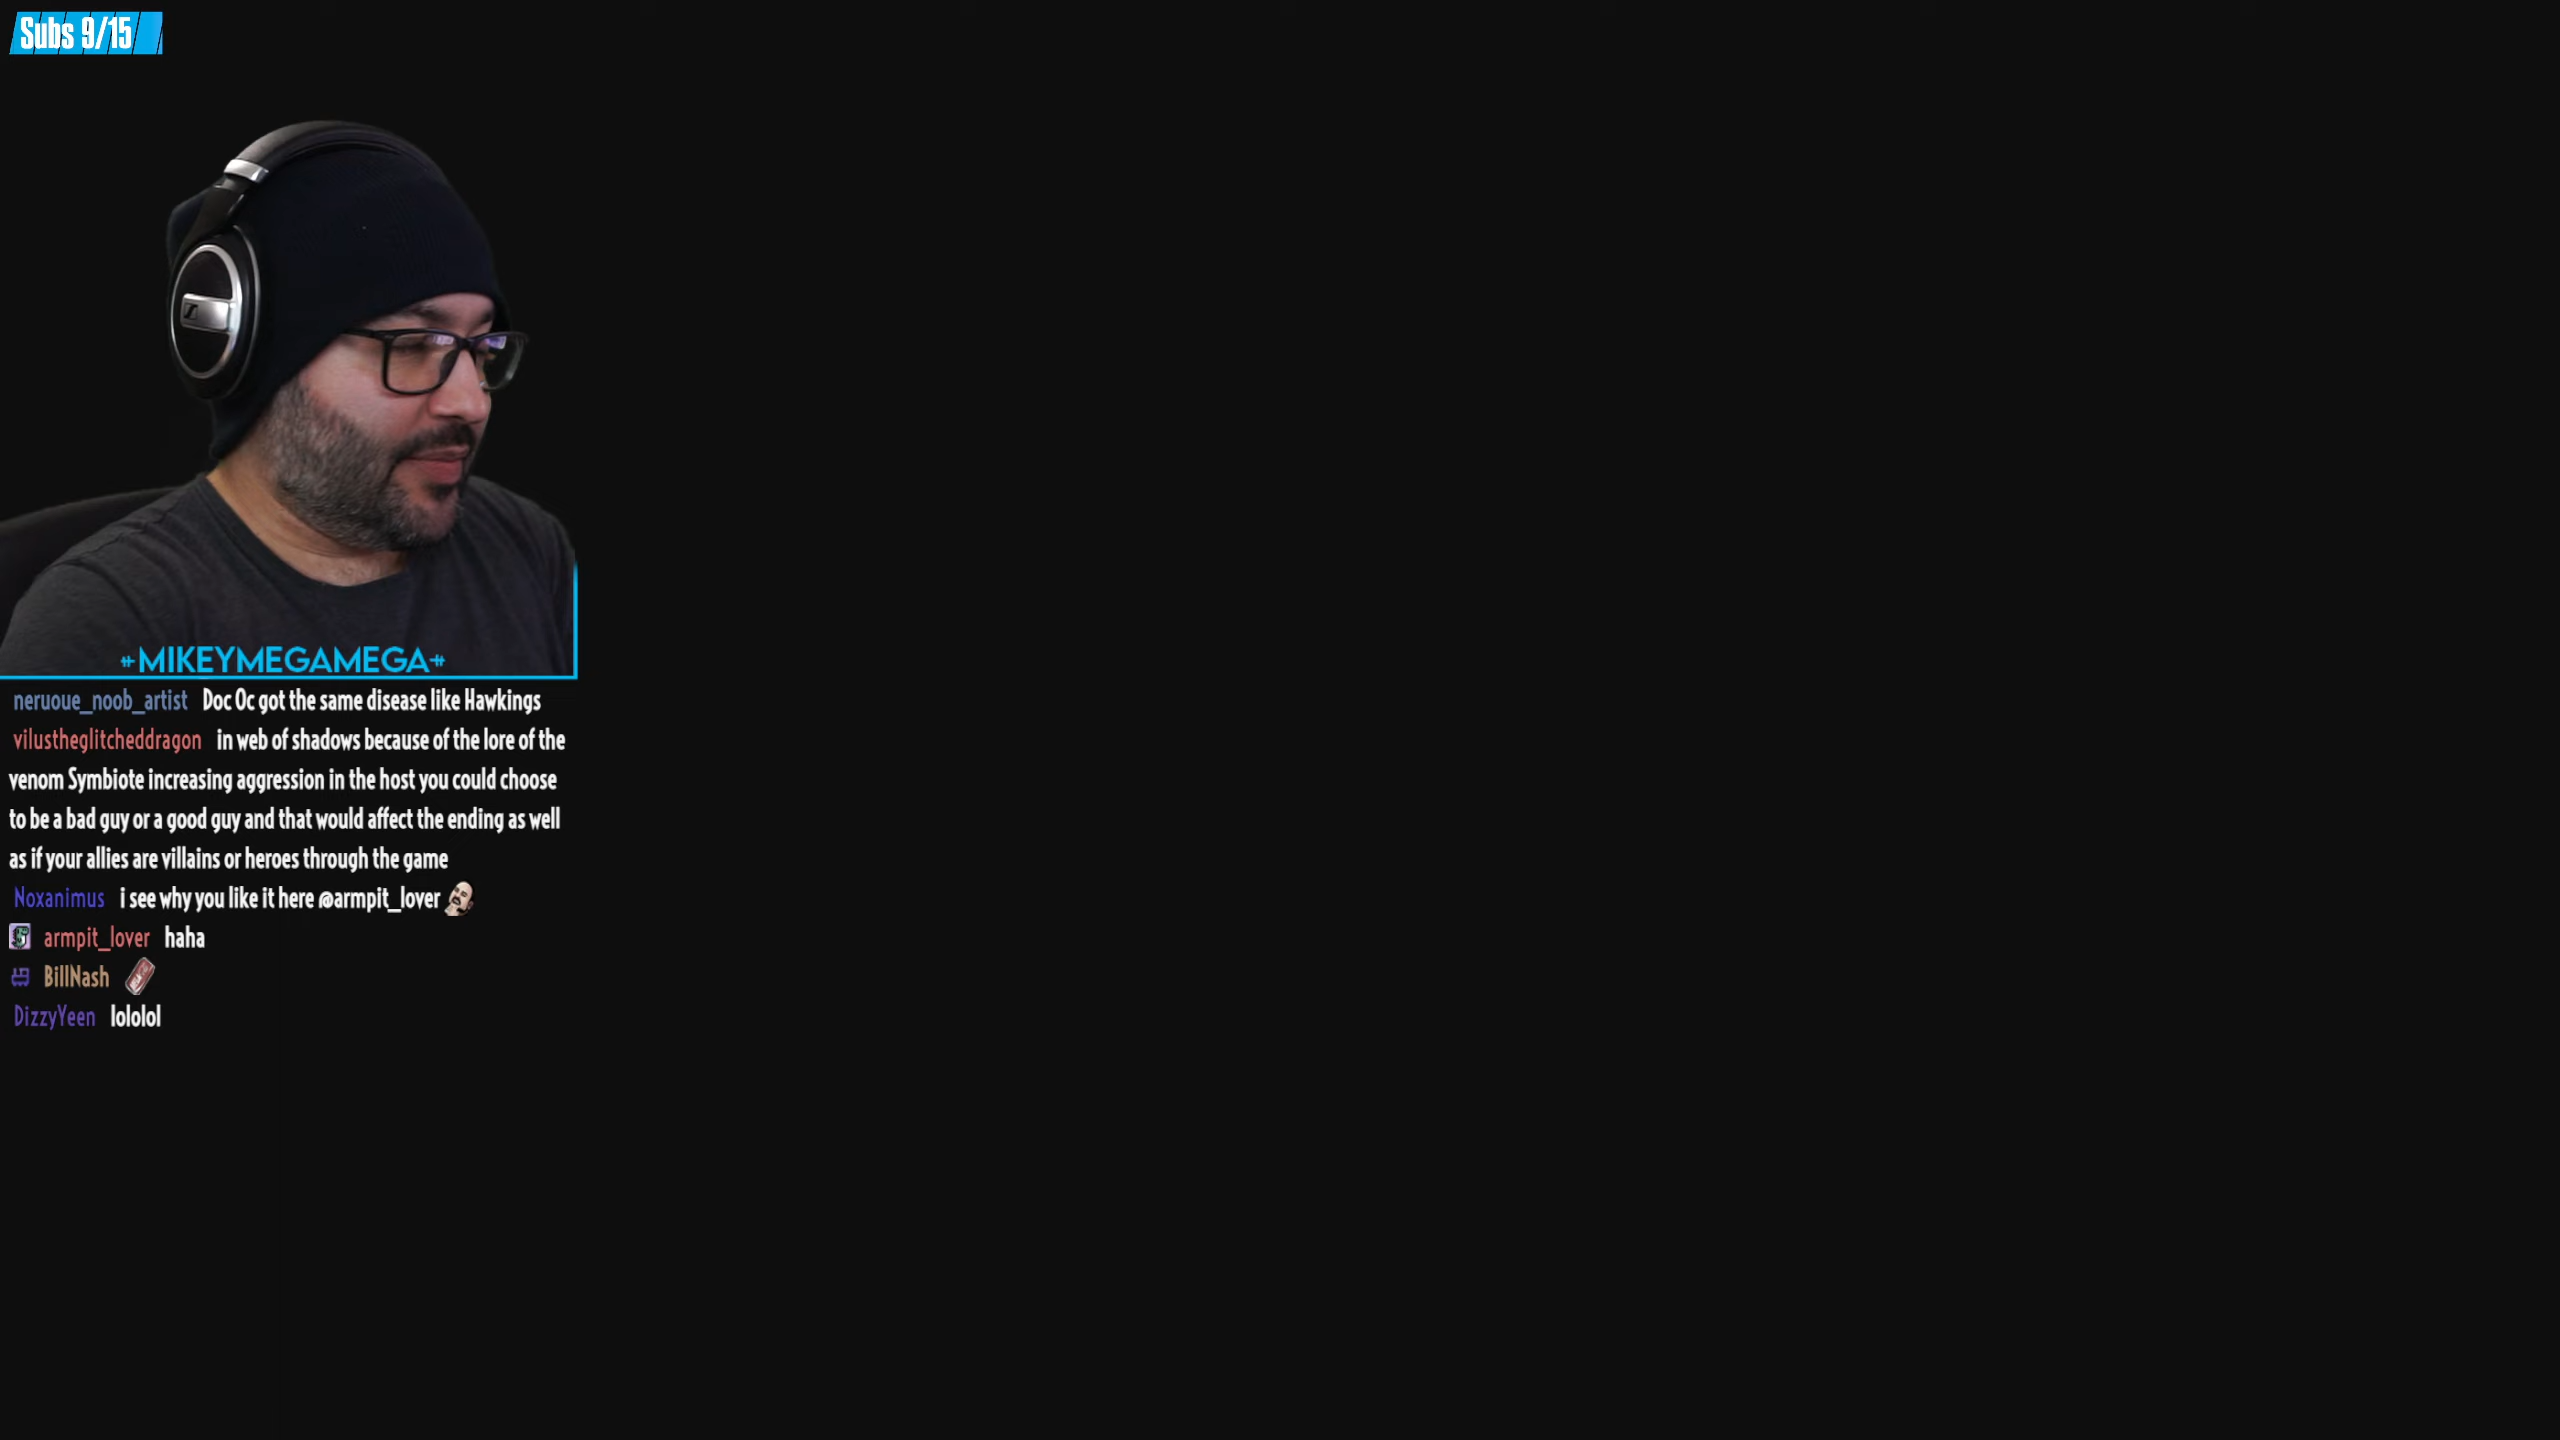 Subs 9/15
MIKEYMEGAMEGA
neruoue_noob_artist Doc Oc got the same disease like Hawkings
vilustheglitcheddragon in web of shadows because of the lore of the
venom Symbiote increasing aggression in the host you could choose
to be a bad guy or a good guy and that would affect the ending as well
as if your allies are villains or heroes through the game
Noxanimus i see why you like it here @armpit_lover
armpit_lover haha
BillNash
DizzyYeen lololol